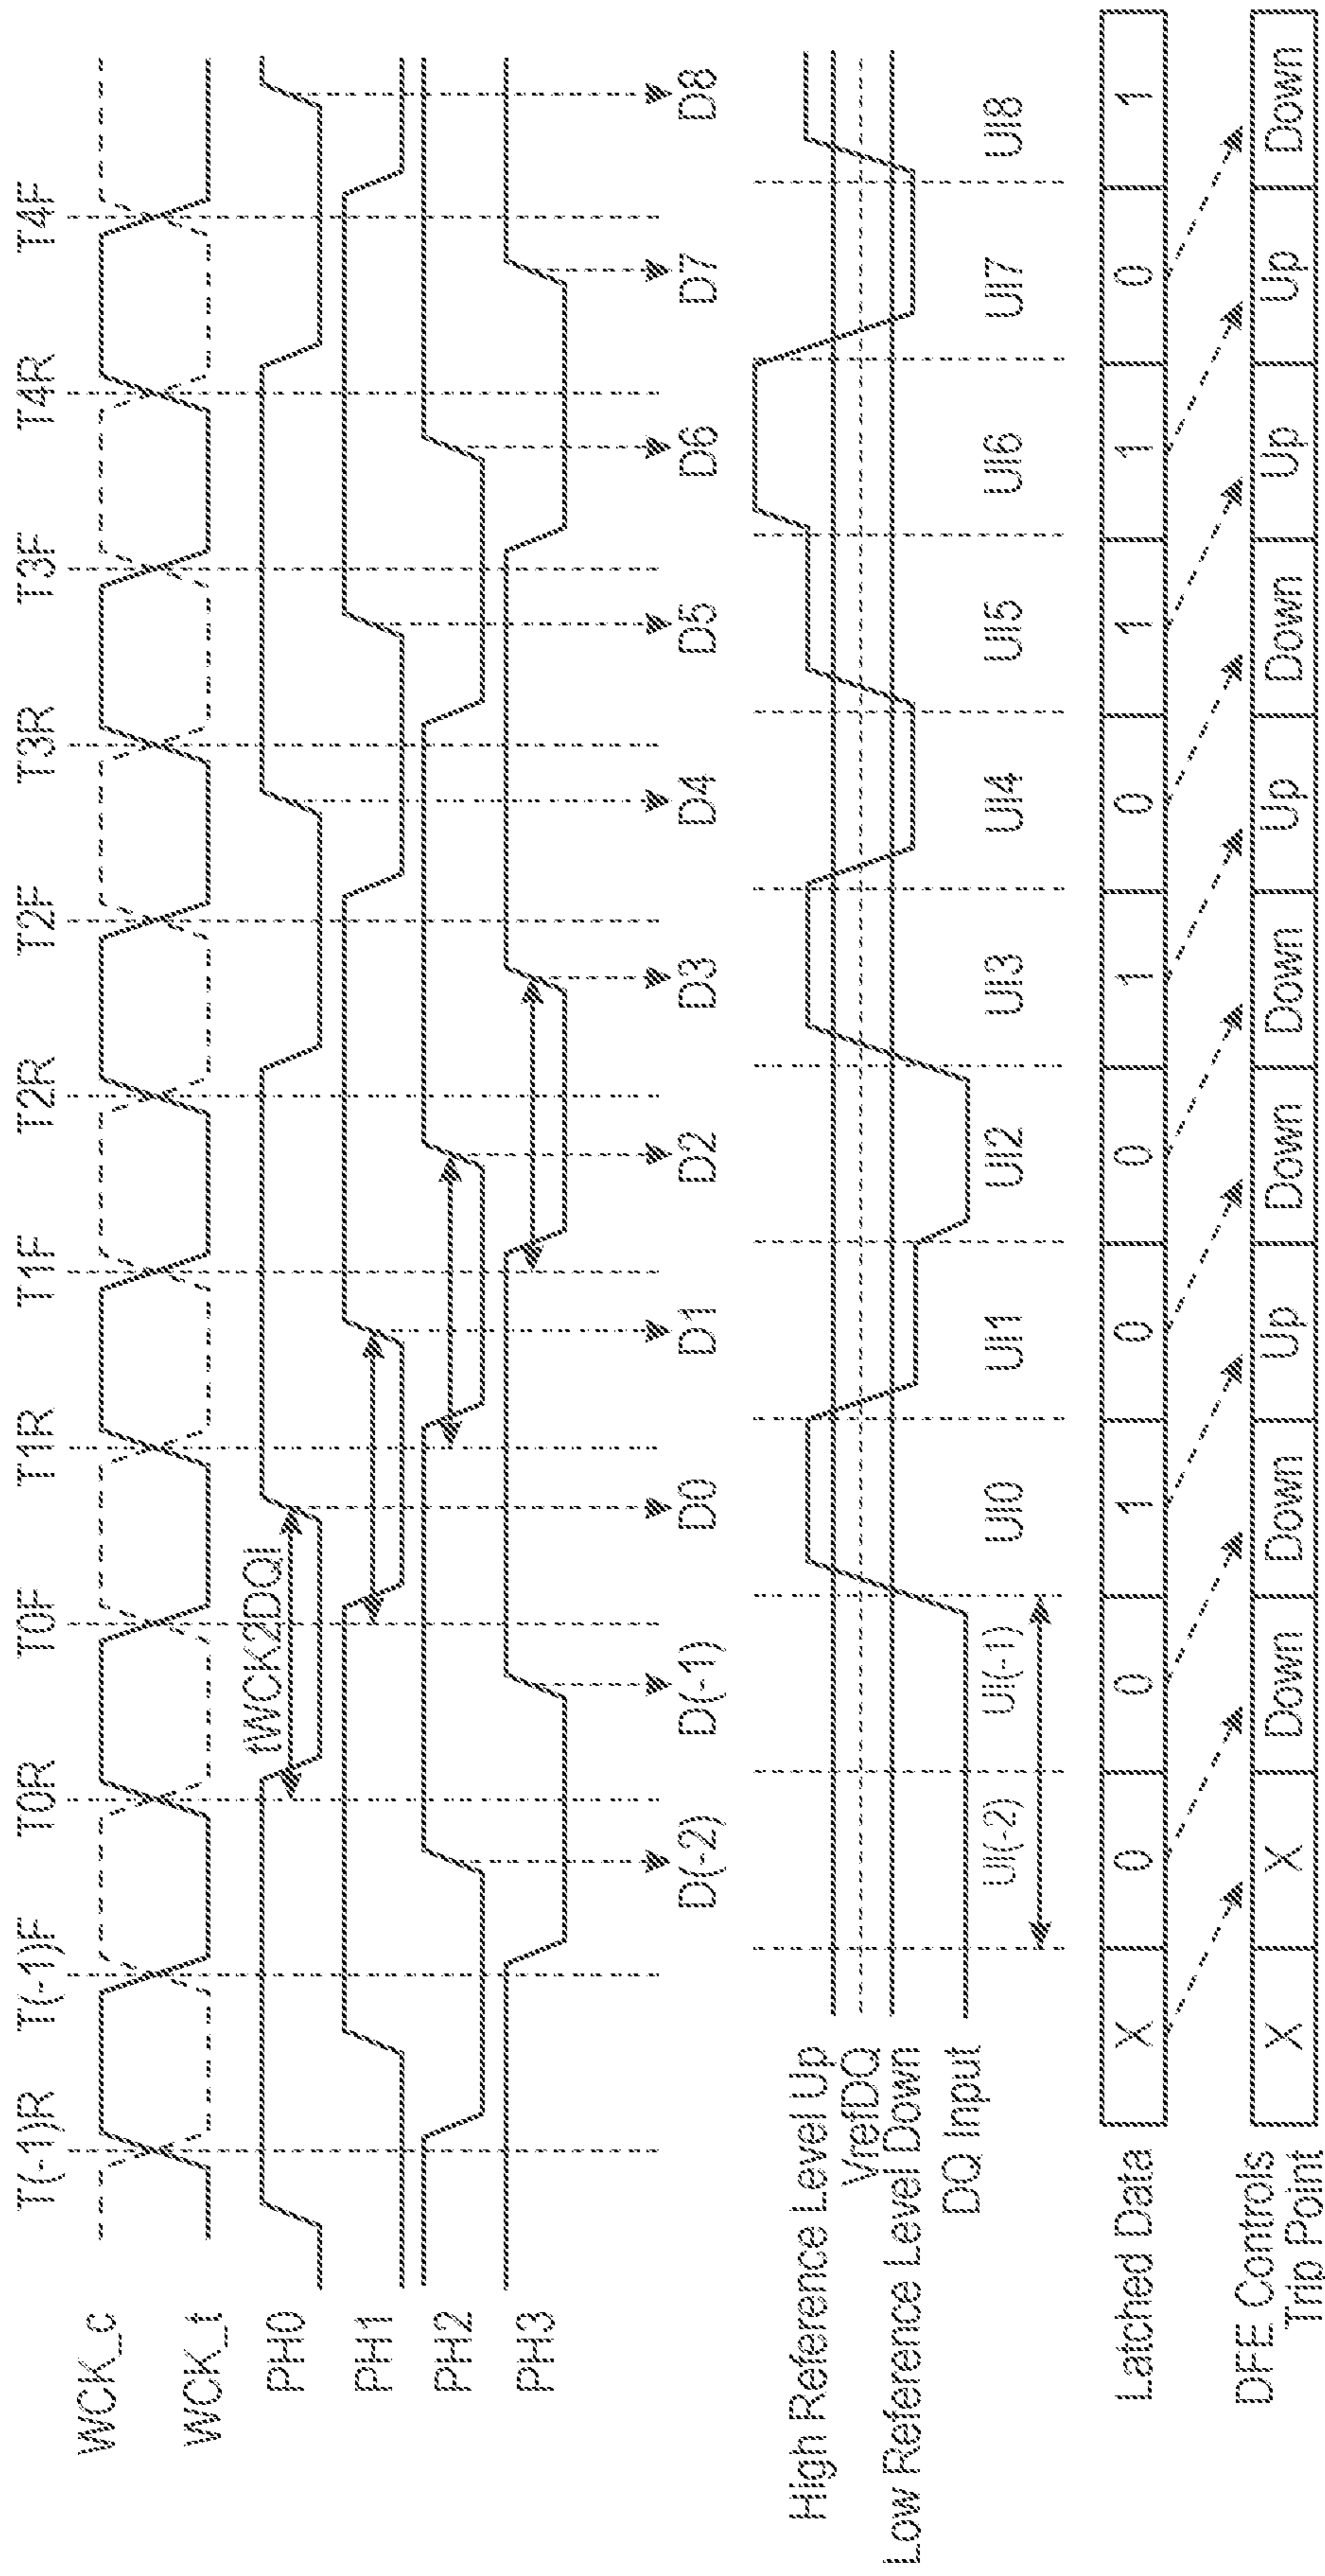 T(-1)R T(-1)F T0R T0F T1R T1F T2R T2F T3R T3F T4R T4F
WCK_c
WCK_t
tWCK2DQI
PH0
PH1
PH2
PH3
D(-2) D(-1) D0 D1 D2 D3 D4 D5 D6 D7 D8
High Reference Level Up
VrefDQ
Low Reference Level Down
DQ Input
UI(-2) UI(-1) UI0 UI1 UI2 UI3 UI4 UI5 UI6 UI7 UI8
Latched Data X 0 0 1 0 0 1 0 1 1 0 1
DFE Controls
Trip Point X X Down Down Up Down Down Up Down Up Up Down